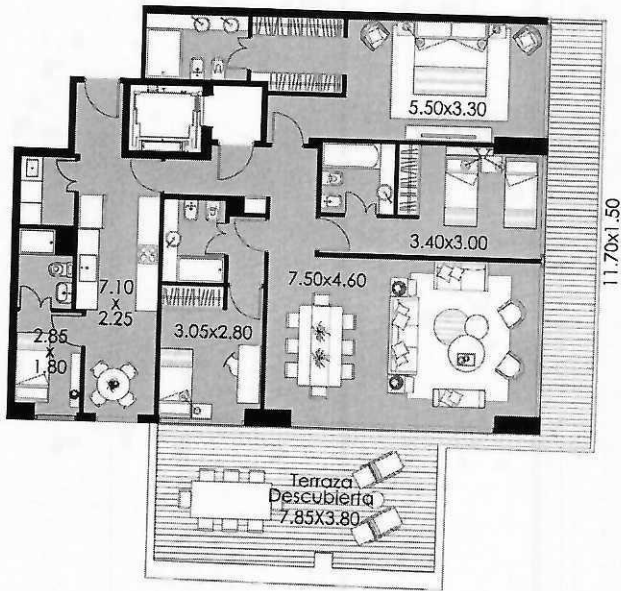 5.50x3.30
3.40x3.00
11.70x1.50
7.50x4.60
7.10
x
2.25
3.05x2.80
2.85
x
1.80
Terraza
Descubierta
7.85X3.80